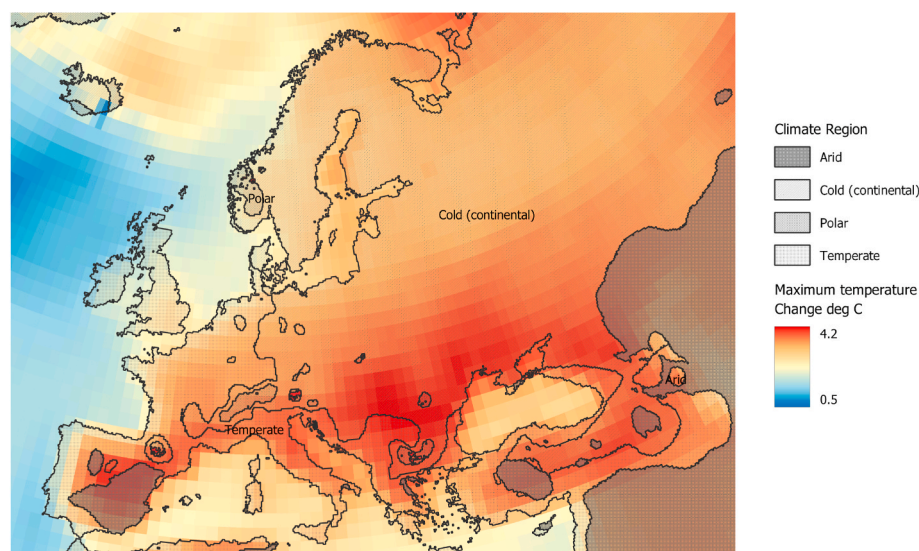 Polar
Cold (continental)
Temperate
Arid
Climate Region
Arid
Cold (continental)
Polar
Temperate
Maximum temperature
Change deg C
4.2
0.5